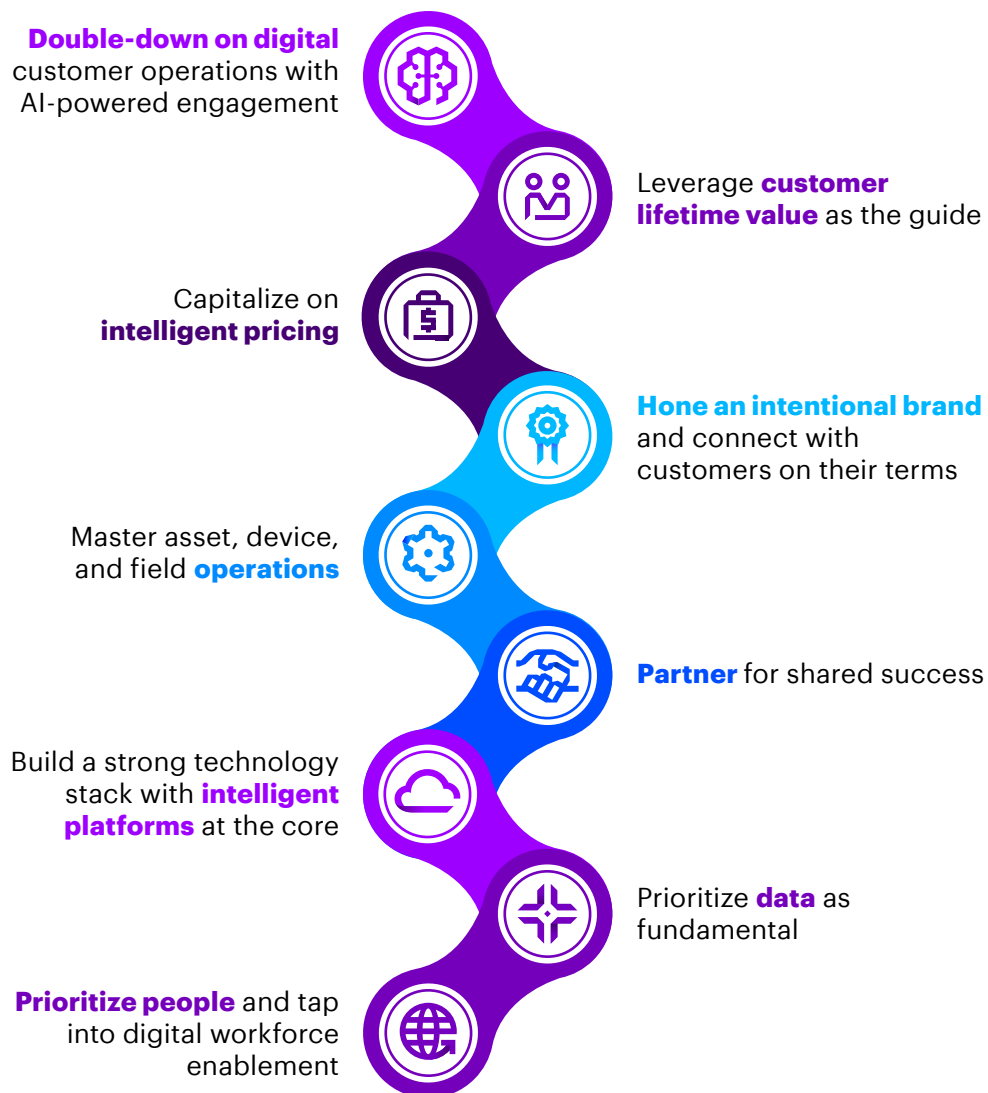 Double-down on digital
customer operations with
AI-powered engagement
Leverage customer
lifetime value as the guide
Capitalize on
intelligent pricing
Hone an intentional brand
and connect with
customers on their terms
Master asset, device,
and field operations
Partner for shared success
Build a strong technology
stack with intelligent
platforms at the core
Prioritize data as
fundamental
Prioritize people and tap
into digital workforce
enablement